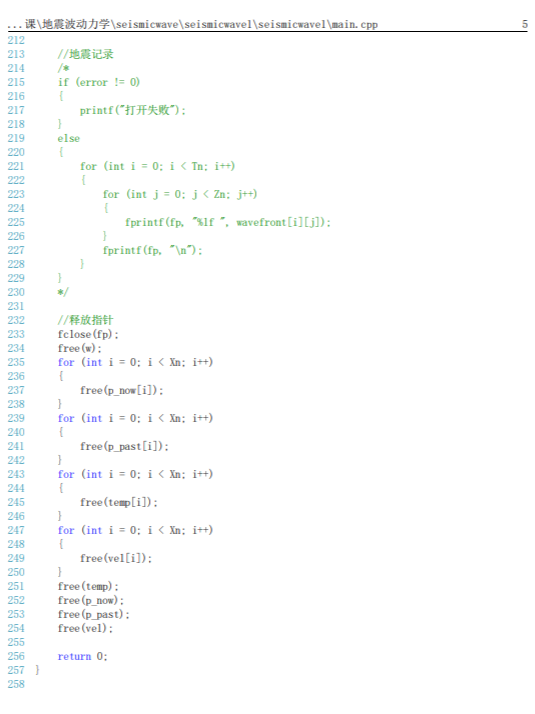 ...课\地震波动力学\seismicwave\seismicwave1\seismicwave1\main.cpp 5
212
213 //地震记录
214 /*
215 if (error != 0)
216 {
217 printf("打开失败");
218 }
219 else
220 {
221 for (int i = 0; i < Tn; i++)
222 {
223 for (int j = 0; j < Zn; j++)
224 {
225 fprintf(fp, "%lf ", wavefront[i][j]);
226 }
227 fprintf(fp, "\n");
228 }
229 }
230 */
231
232 //释放指针
233 fclose(fp);
234 free(w);
235 for (int i = 0; i < Xn; i++)
236 {
237 free(p_now[i]);
238 }
239 for (int i = 0; i < Xn; i++)
240 {
241 free(p_past[i]);
242 }
243 for (int i = 0; i < Xn; i++)
244 {
245 free(temp[i]);
246 }
247 for (int i = 0; i < Xn; i++)
248 {
249 free(vel[i]);
250 }
251 free(temp);
252 free(p_now);
253 free(p_past);
254 free(vel);
255
256 return 0;
257 }
258